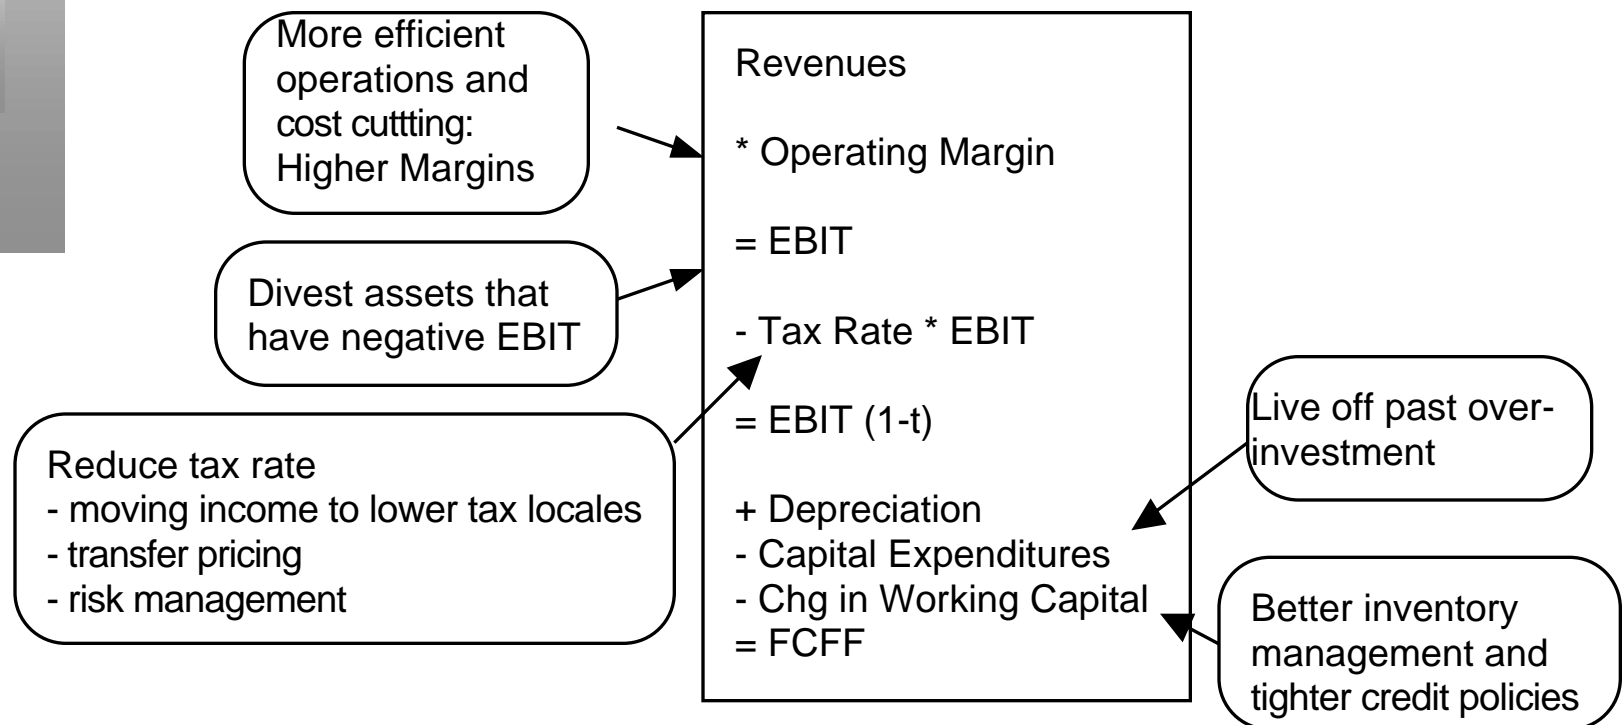 More efficient
operations and
cost cuttting:
Higher Margins
Divest assets that
have negative EBIT
Reduce tax rate
- moving income to lower tax locales
- transfer pricing
- risk management
Revenues
* Operating Margin
= EBIT
- Tax Rate * EBIT
= EBIT (1-t)
+ Depreciation
- Capital Expenditures
- Chg in Working Capital
= FCFF
Live off past over-
investment
Better inventory
management and
tighter credit policies